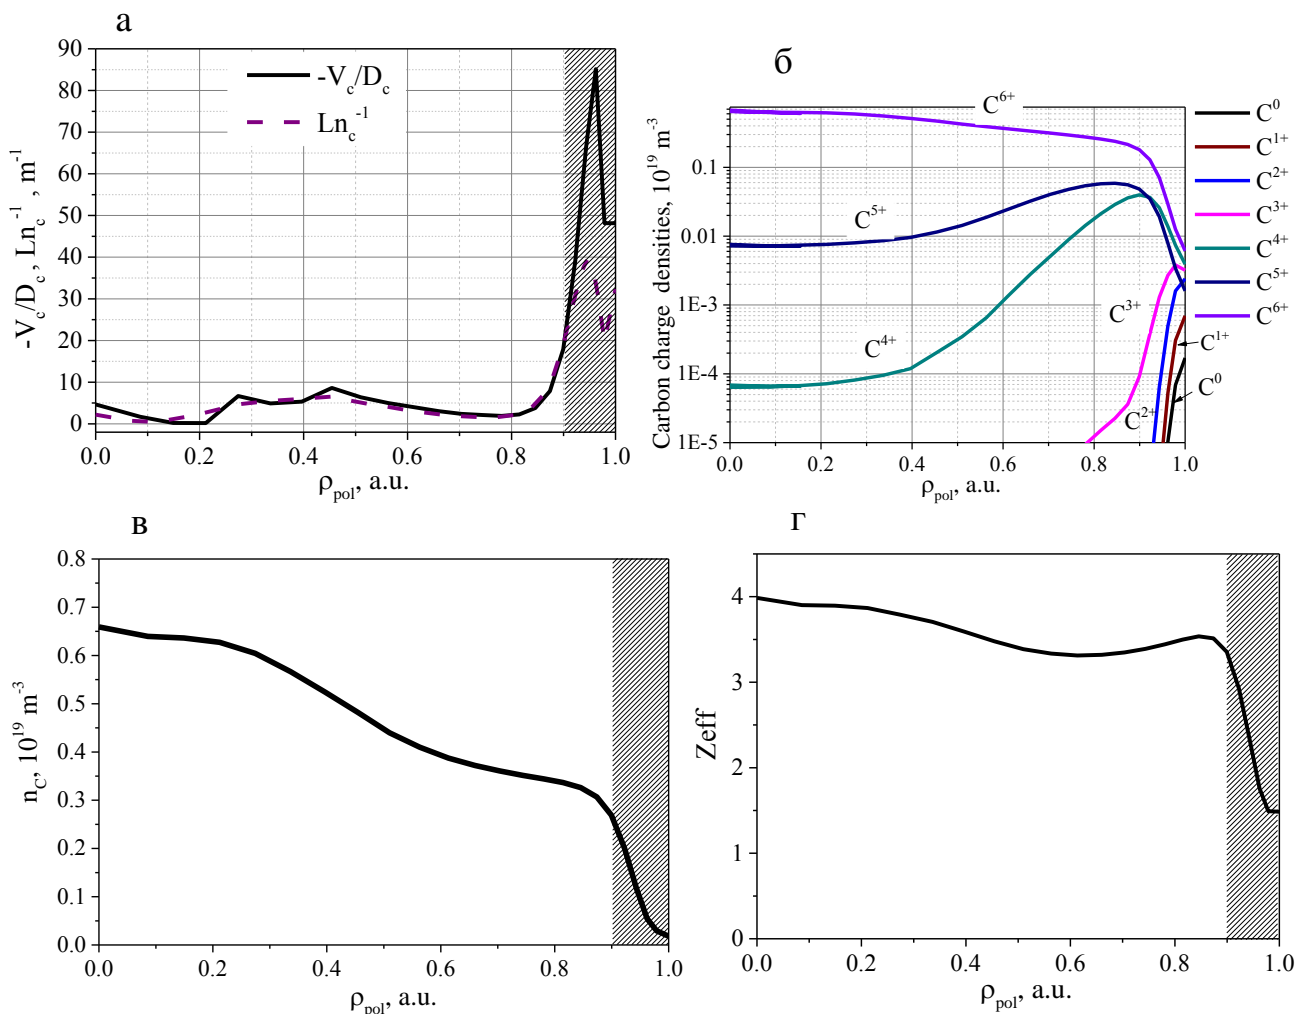 а
-V_c/D_c, Ln_c^-1, m^-1
90
80
70
60
50
40
30
20
10
0
-V_c/D_c
Ln_c^-1
0.0 0.2 0.4 0.6 0.8 1.0
ρ_pol, a.u.
б
Carbon charge densities, 10^19 m^-3
0.1
0.01
1E-3
1E-4
1E-5
C^6+
C^5+
C^4+
C^3+
C^2+
C^1+
C^0
C^0
C^1+
C^2+
C^3+
C^4+
C^5+
C^6+
0.0 0.2 0.4 0.6 0.8 1.0
ρ_pol, a.u.
в
n_C, 10^19 m^-3
0.8
0.7
0.6
0.5
0.4
0.3
0.2
0.1
0.0
0.0 0.2 0.4 0.6 0.8 1.0
ρ_pol, a.u.
г
Zeff
4
3
2
1
0
0.0 0.2 0.4 0.6 0.8 1.0
ρ_pol, a.u.